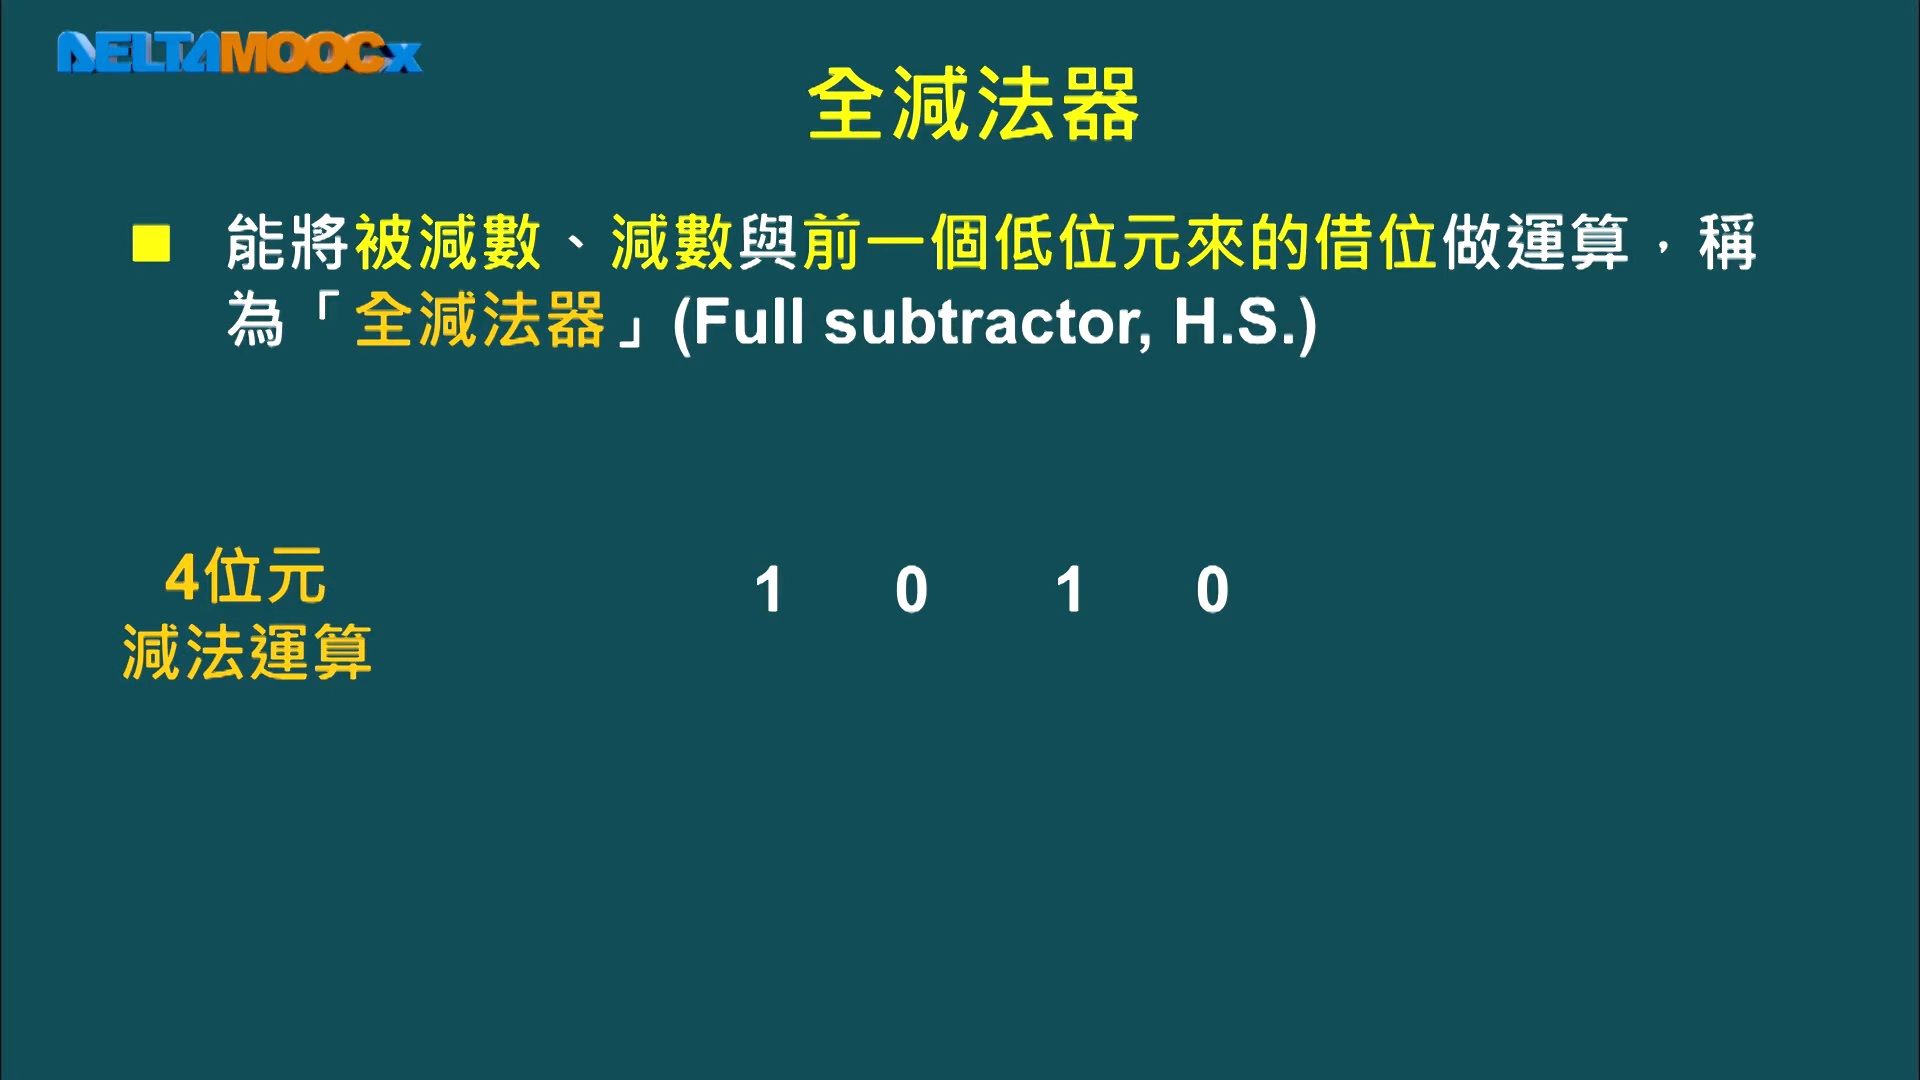 DELTAMOOCx
全減法器
能將被減數、減數與前一個低位元來的借位做運算，稱
為「全減法器」(Full subtractor, H.S.)
4位元
減法運算
1 0 1 0